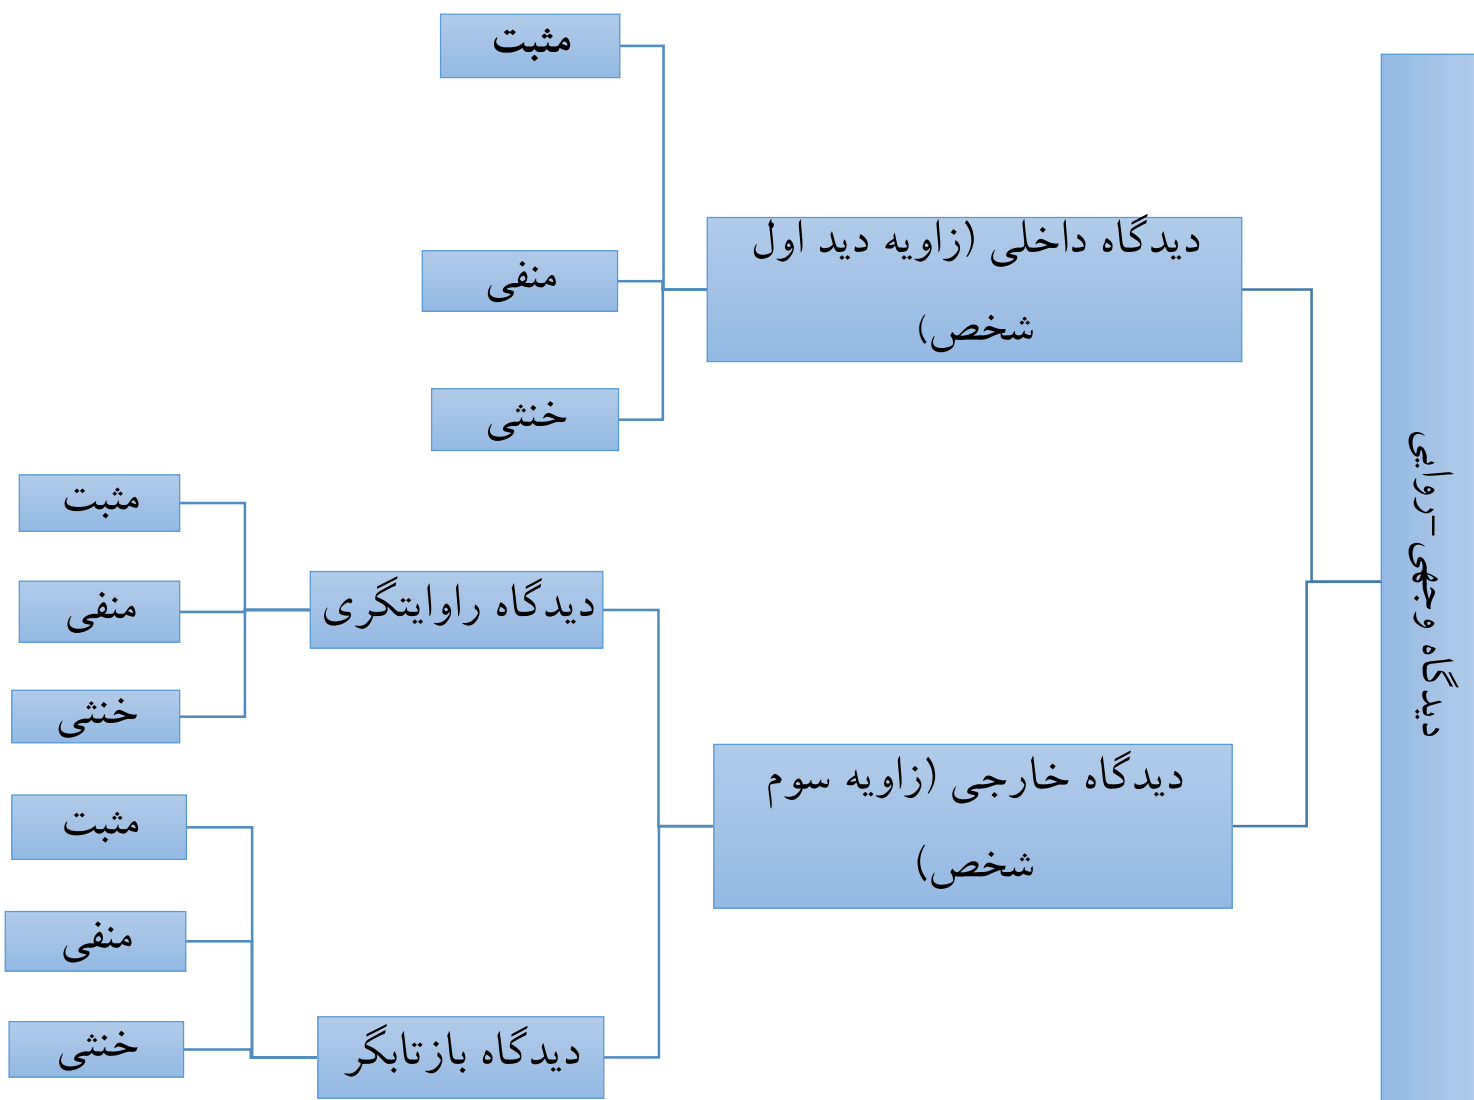 دیدگاه وجهی –روایی
دیدگاه داخلی (زاویه دید اول
شخص)
مثبت
منفی
خنثی
دیدگاه خارجی (زاویه سوم
شخص)
دیدگاه راوایتگری
مثبت
منفی
خنثی
دیدگاه بازتابگر
مثبت
منفی
خنثی